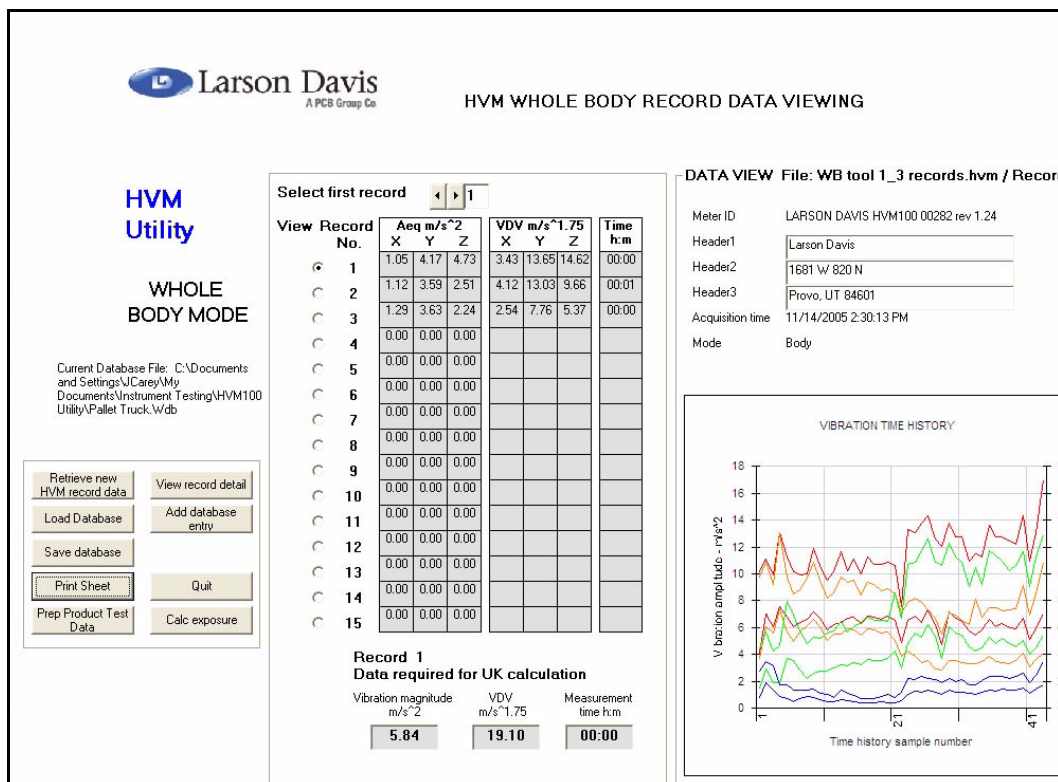 Larson Davis
A PCB Group Co.
HVM WHOLE BODY RECORD DATA VIEWING
HVM
Utility
WHOLE
BODY MODE
Current Database File: C:\Documents
and Settings\JCarey\My
Documents\Instrument Testing\HVM100
Utility\Pallet Truck.Wdb
Retrieve new
HVM record data
View record detail
Load Database
Add database
entry
Save database
Print Sheet
Quit
Prep Product Test
Data
Calc exposure
Select first record 1
View Record No. Aeq m/s^2 VDV m/s^1.75 Time h:m
X Y Z X Y Z
1 1.05 4.17 4.73 3.43 13.65 14.62 00:00
2 1.12 3.59 2.51 4.12 13.03 9.66 00:01
3 1.29 3.63 2.24 2.54 7.76 5.37 00:00
4 0.00 0.00 0.00
5 0.00 0.00 0.00
6 0.00 0.00 0.00
7 0.00 0.00 0.00
8 0.00 0.00 0.00
9 0.00 0.00 0.00
10 0.00 0.00 0.00
11 0.00 0.00 0.00
12 0.00 0.00 0.00
13 0.00 0.00 0.00
14 0.00 0.00 0.00
15 0.00 0.00 0.00
Record 1
Data required for UK calculation
Vibration magnitude
m/s^2
VDV
m/s^1.75
Measurement
time h:m
5.84 19.10 00:00
DATA VIEW File: WB tool 1_3 records.hvm / Recor
Meter ID LARSON DAVIS HVM100 00282 rev 1.24
Header1 Larson Davis
Header2 1681 W 820 N
Header3 Provo, UT 84601
Acquisition time 11/14/2005 2:30:13 PM
Mode Body
VIBRATION TIME HISTORY
Vibration amplitude - m/s^2
18
16
14
12
10
8
6
4
2
0
1 21 41
Time history sample number